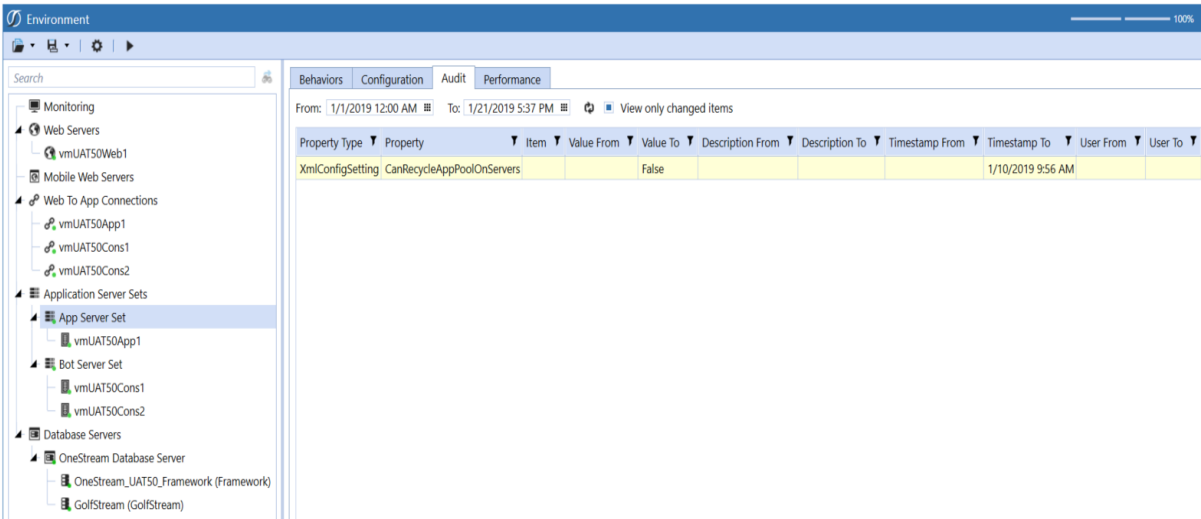 Environment
100%
Search
Monitoring
Web Servers
vmUAT50Web1
Mobile Web Servers
Web To App Connections
vmUAT50App1
vmUAT50Cons1
vmUAT50Cons2
Application Server Sets
App Server Set
vmUAT50App1
Bot Server Set
vmUAT50Cons1
vmUAT50Cons2
Database Servers
OneStream Database Server
OneStream_UAT50_Framework (Framework)
GolfStream (GolfStream)
Behaviors Configuration Audit Performance
From: 1/1/2019 12:00 AM To: 1/21/2019 5:37 PM View only changed items
Property Type Property Item Value From Value To Description From Description To Timestamp From Timestamp To User From User To
XmlConfigSetting CanRecycleAppPoolOnServers False 1/10/2019 9:56 AM